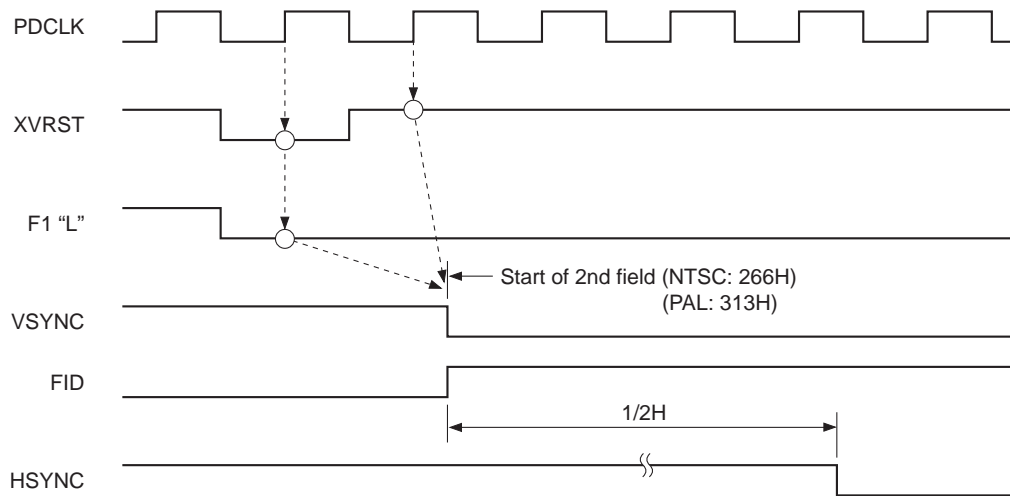 PDCLK
XVRST
F1 “L”
Start of 2nd field (NTSC: 266H)
(PAL: 313H)
VSYNC
FID
1/2H
HSYNC